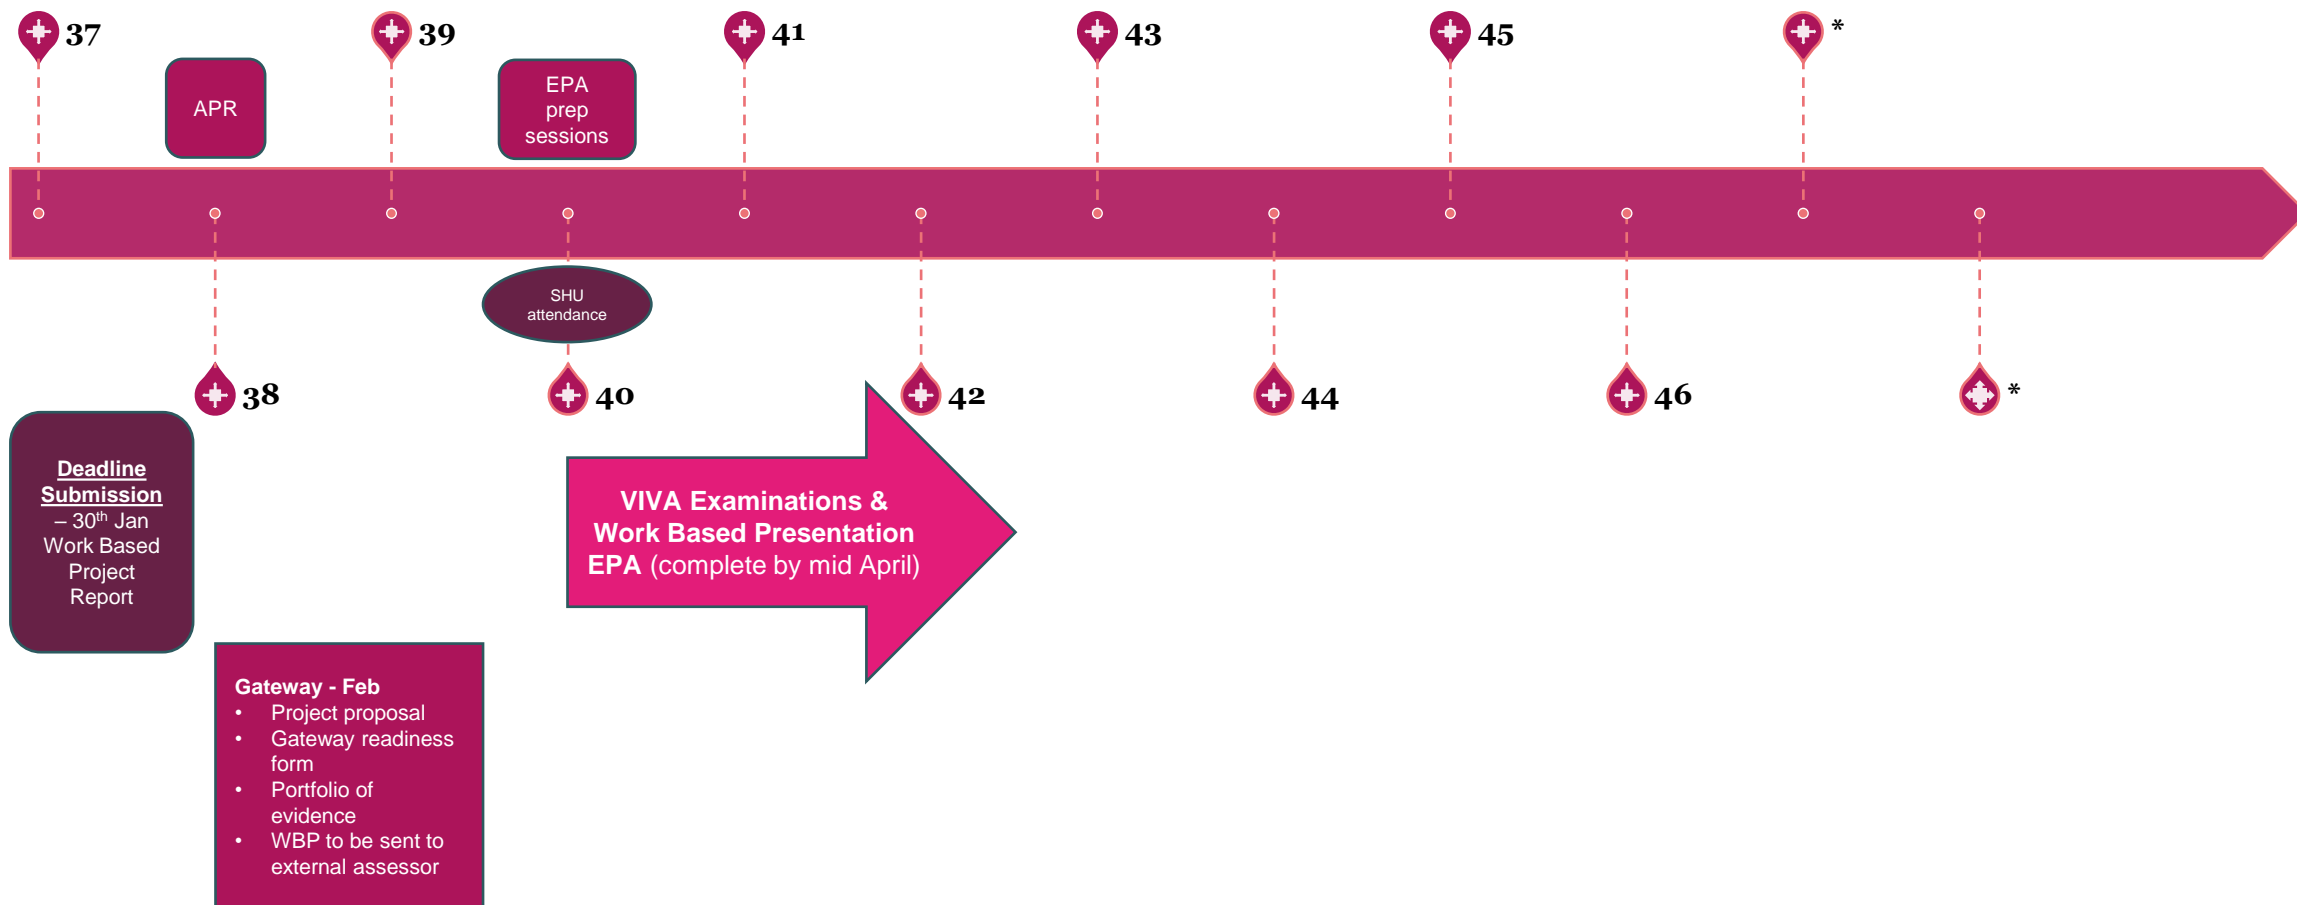 37
39
41
43
45
*
APR
EPA
prep
sessions
SHU
attendance
38
40
42
44
46
*
Deadline
Submission
– 30th Jan
Work Based
Project
Report
VIVA Examinations &
Work Based Presentation
EPA (complete by mid April)
Gateway - Feb
• Project proposal
• Gateway readiness
form
• Portfolio of
evidence
• WBP to be sent to
external assessor